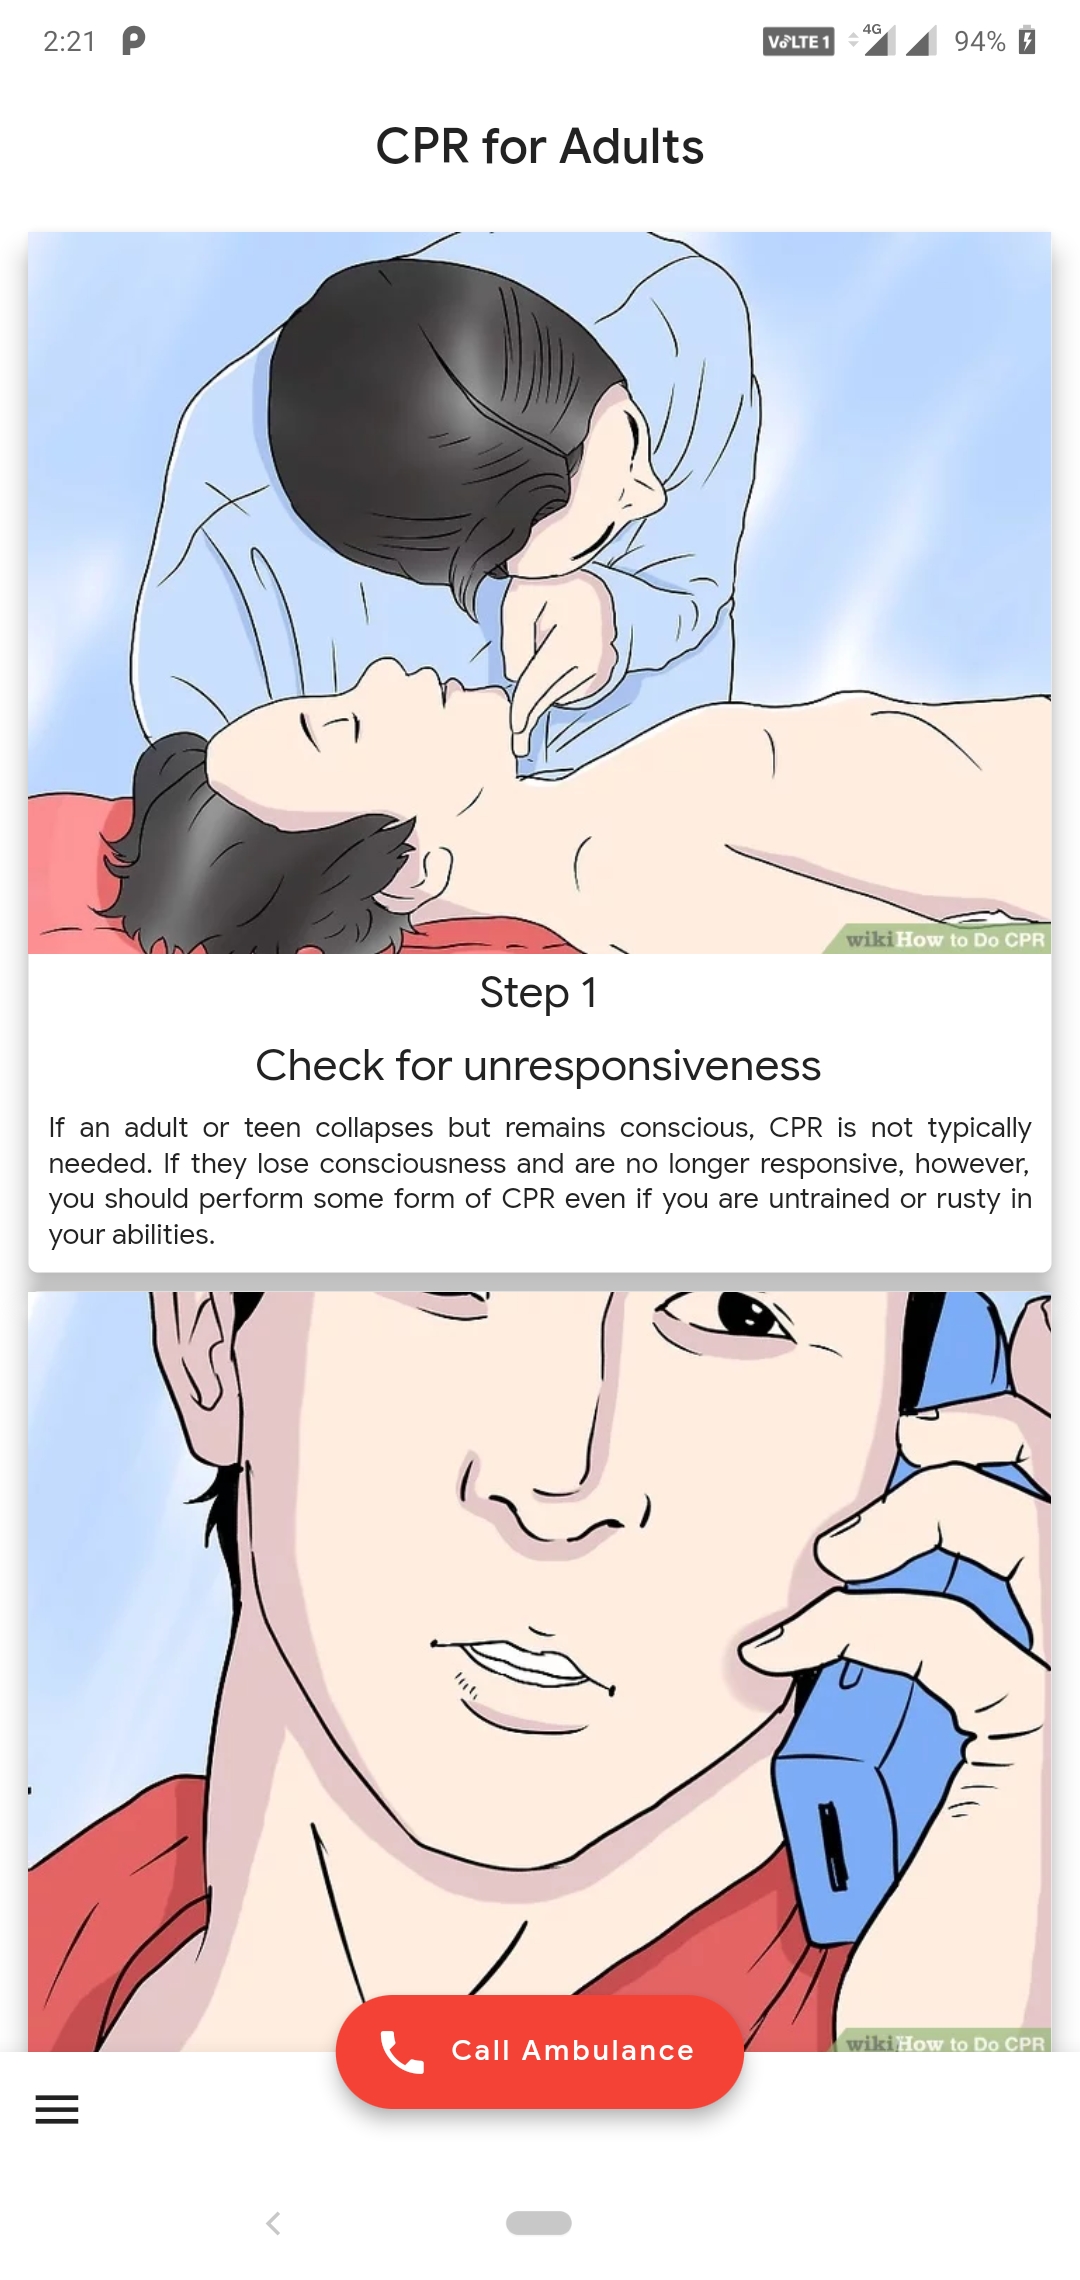 2:21
VoLTE 1 4G 94%
CPR for Adults
wikiHow to Do CPR
Step 1
Check for unresponsiveness
If an adult or teen collapses but remains conscious, CPR is not typically
needed. If they lose consciousness and are no longer responsive, however,
you should perform some form of CPR even if you are untrained or rusty in
your abilities.
wikiHow to Do CPR
Call Ambulance